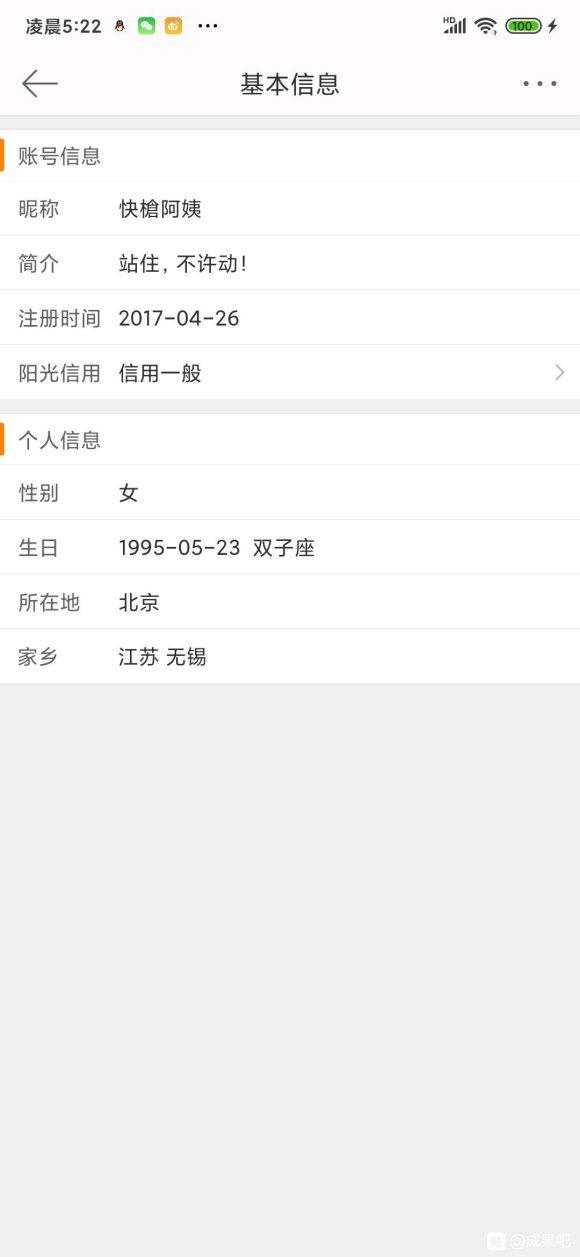 凌晨5:22
HD
100
基本信息
账号信息
昵称 快槍阿姨
简介 站住，不许动！
注册时间 2017-04-26
阳光信用 信用一般
个人信息
性别 女
生日 1995-05-23 双子座
所在地 北京
家乡 江苏 无锡
贴 @成果吧